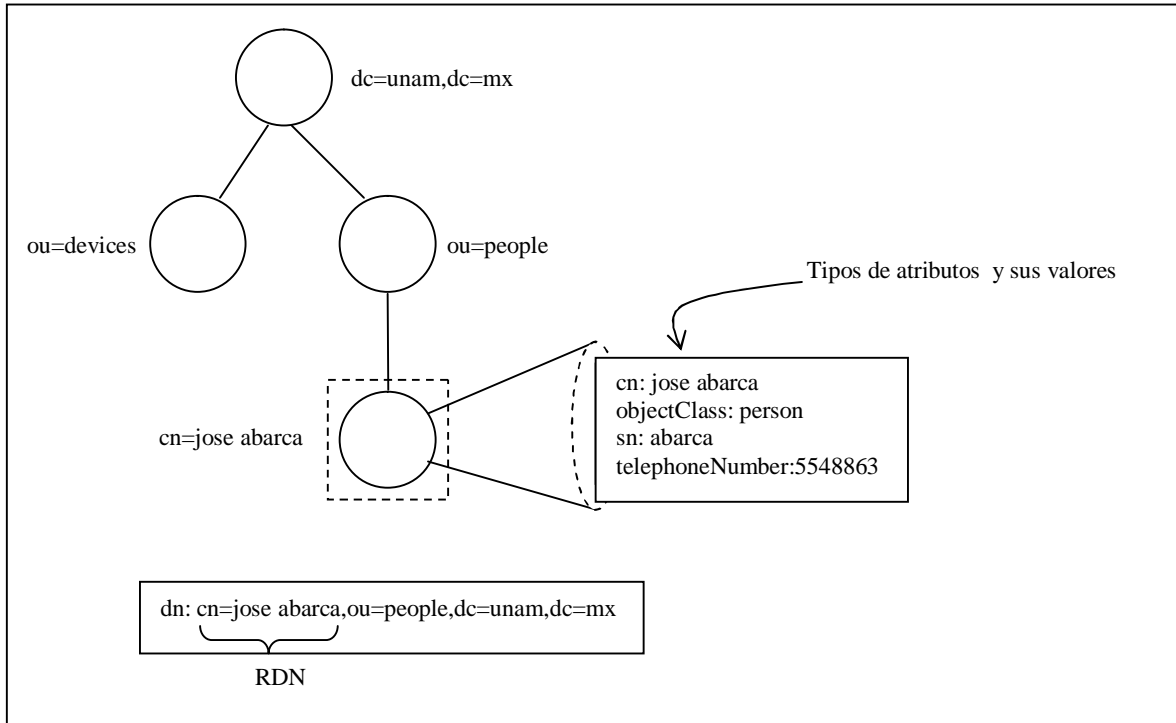 dc=unam,dc=mx
ou=devices
ou=people
Tipos de atributos y sus valores
cn=jose abarca
cn: jose abarca
objectClass: person
sn: abarca
telephoneNumber:5548863
dn: cn=jose abarca,ou=people,dc=unam,dc=mx
RDN